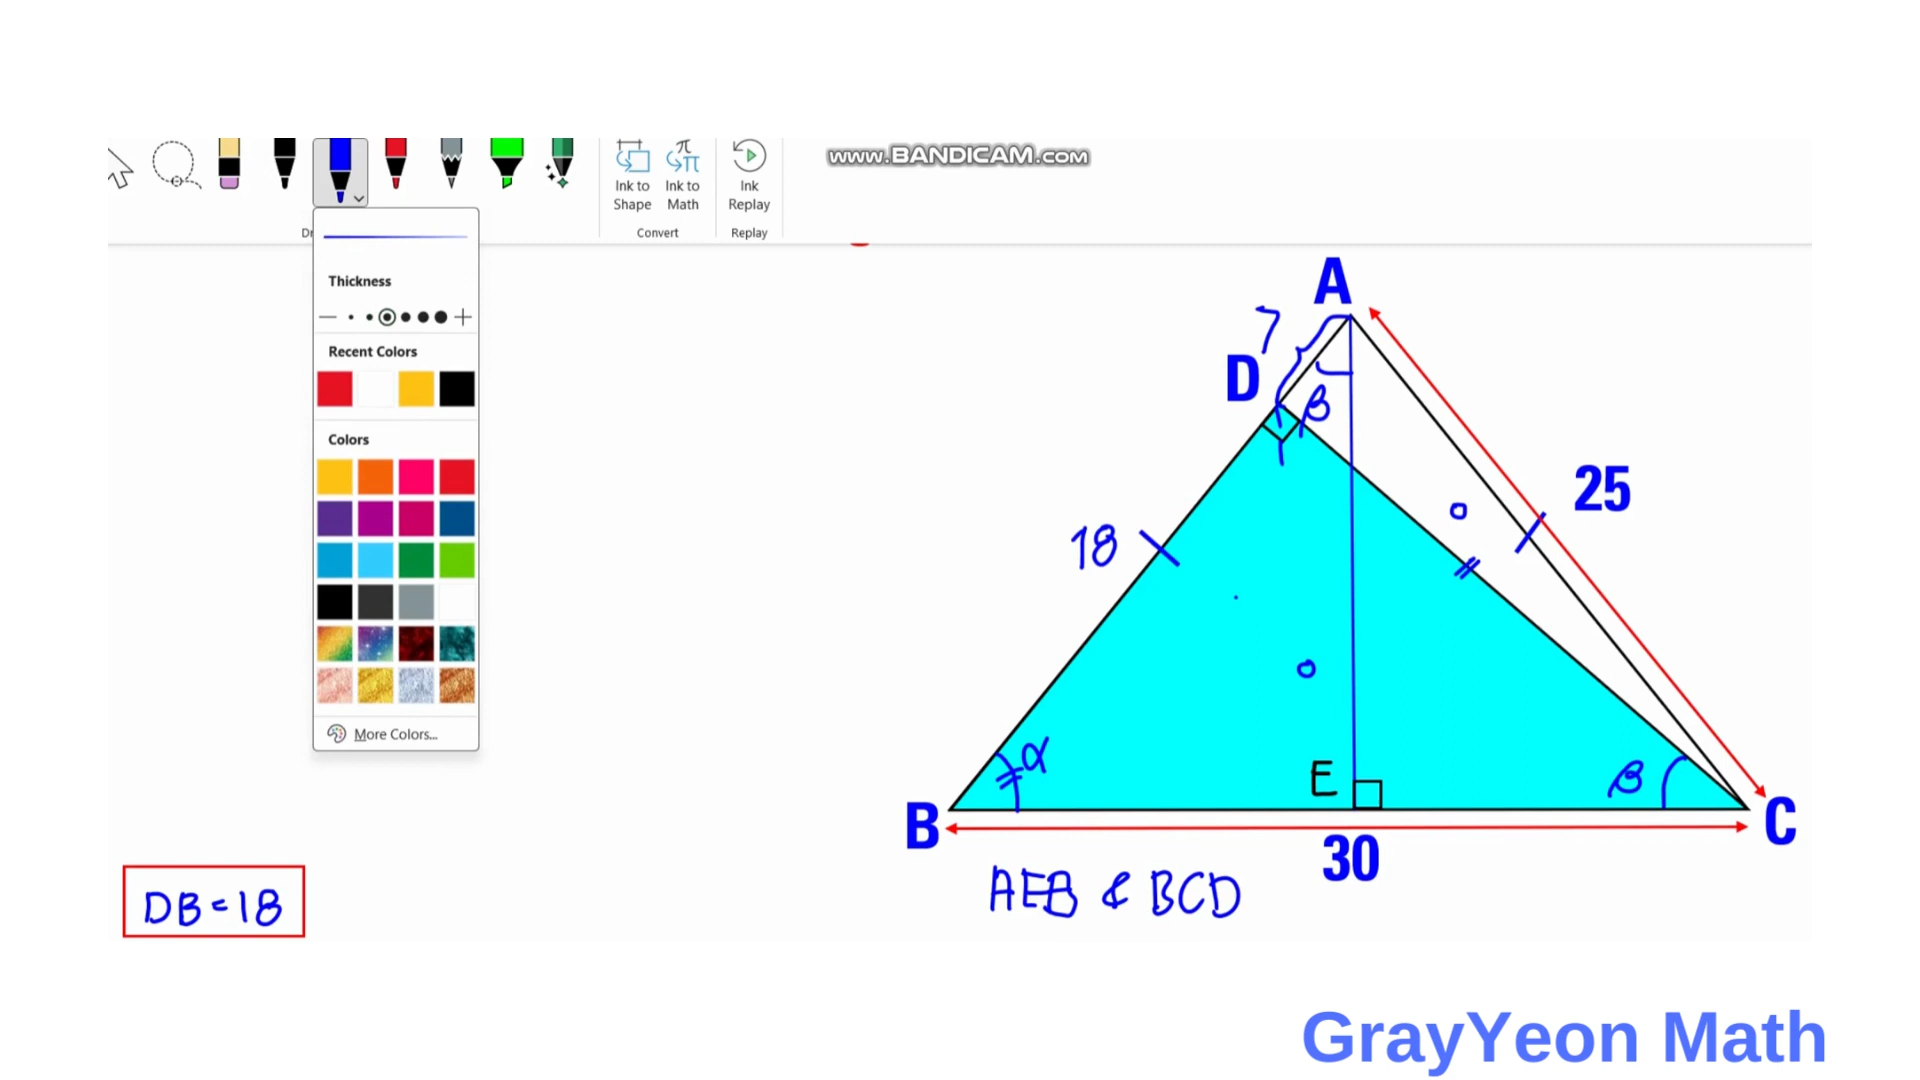 www.BANDICAM.com
Ink to Shape
Ink to Math
Ink Replay
Convert
Replay
Thickness
Recent Colors
Colors
More Colors...
A
7
D
β
25
18
α
E
β
B
C
30
AEB & BCD
DB = 18
GrayYeon Math